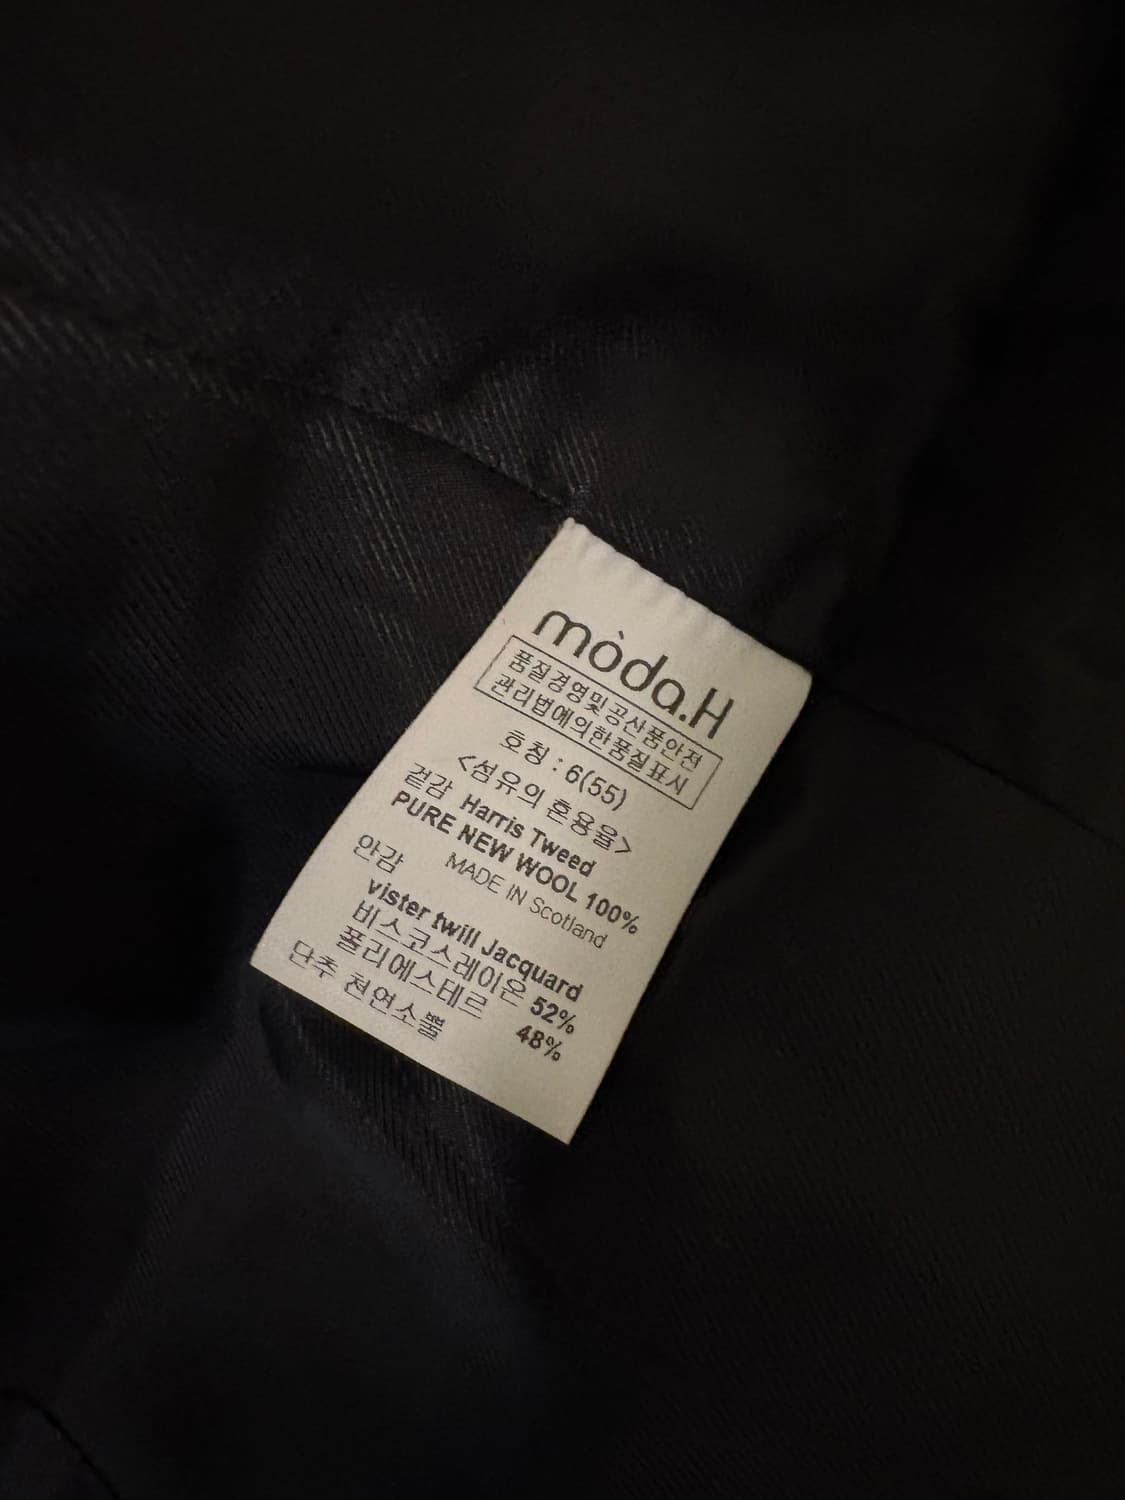 mòda.H
품질경영및공산품안전
관리법에의한품질표시
호칭 : 6(55)
<섬유의 혼용율>
겉감 Harris Tweed
PURE NEW WOOL 100%
MADE IN Scotland
안감
vister twill Jacquard
비스코스레이온 52%
폴리에스테르 48%
단추 천연소뿔